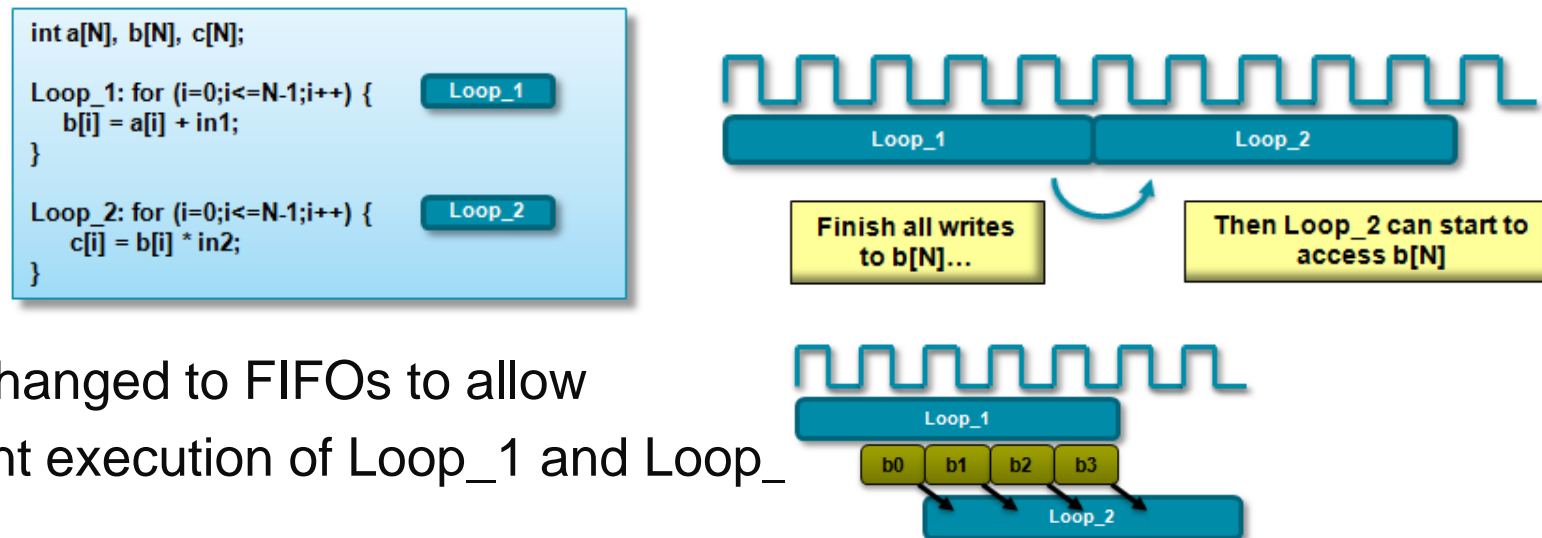 int a[N], b[N], c[N];
Loop_1: for (i=0;i<=N-1;i++) {
Loop_1
b[i] = a[i] + in1;
}
Loop_2: for (i=0;i<=N-1;i++) {
Loop_2
c[i] = b[i] * in2;
}
Loop_1
Loop_2
Finish all writes
to b[N]...
Then Loop_2 can start to
access b[N]
hanged to FIFOs to allow
nt execution of Loop_1 and Loop_
Loop_1
b0
b1
b2
b3
Loop_2